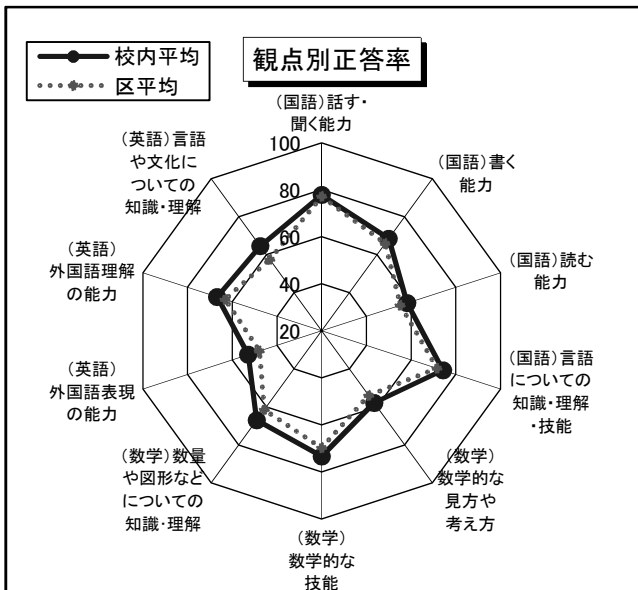 観点別正答率
校内平均
区平均
(国語)話す・
聞く能力
(国語)書く
能力
(国語)読む
能力
(国語)言語
についての
知識・理解
・技能
(数学)
数学的な
見方や
考え方
(数学)
数学的な
技能
(数学)数量
や図形など
についての
知識・理解
(英語)
外国語表現
の能力
(英語)
外国語理解
の能力
(英語)言語
や文化に
ついての
知識・理解
100
80
60
40
20